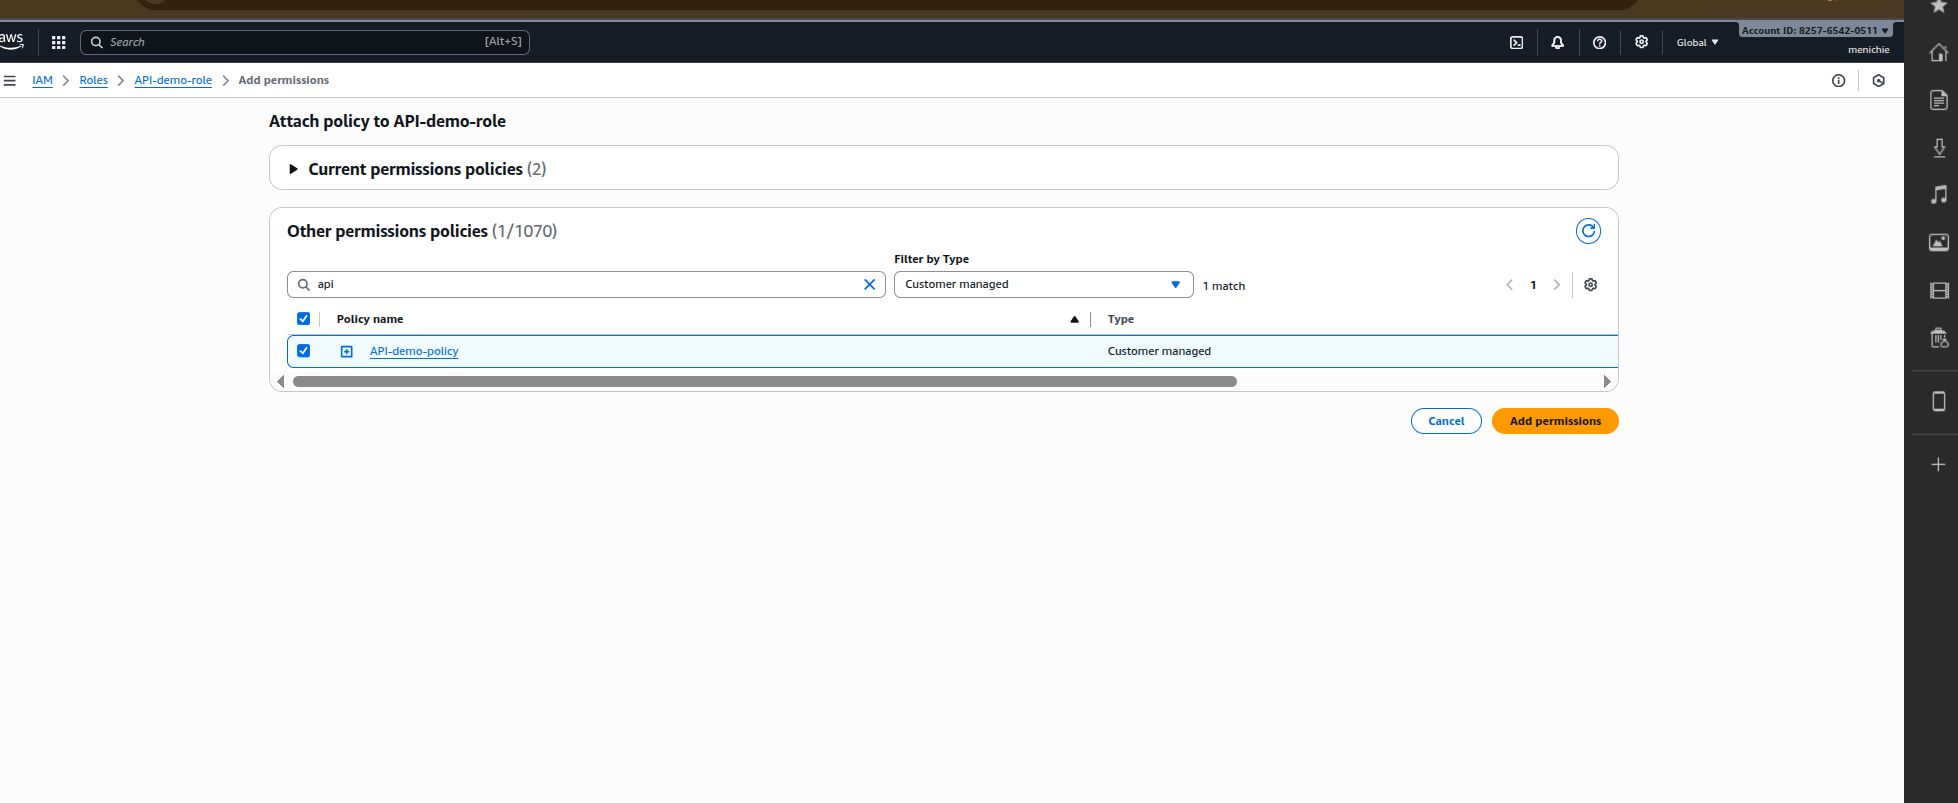 aws
Search [Alt+S]
Global
Account ID: 8257-6542-0511
menichie
IAM
Roles
API-demo-role
Add permissions
Attach policy to API-demo-role
Current permissions policies (2)
Other permissions policies (1/1070)
Filter by Type
api
Customer managed
1 match
1
Policy name
Type
API-demo-policy
Customer managed
Cancel
Add permissions